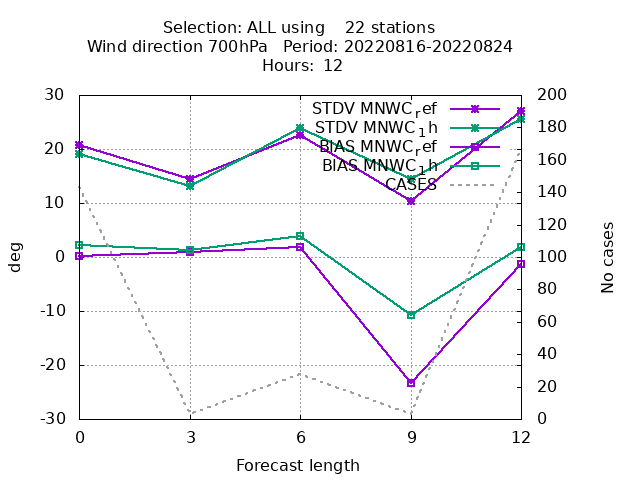 Selection: ALL using    22 stations
Wind direction 700hPa   Period: 20220816-20220824
Hours:  12
STDV MNWC_ref
STDV MNWC_1h
BIAS MNWC_ref
BIAS MNWC_1h
CASES
deg
30
20
10
0
-10
-20
-30
200
180
160
140
120
100
80
60
40
20
0
No cases
0 3 6 9 12
Forecast length